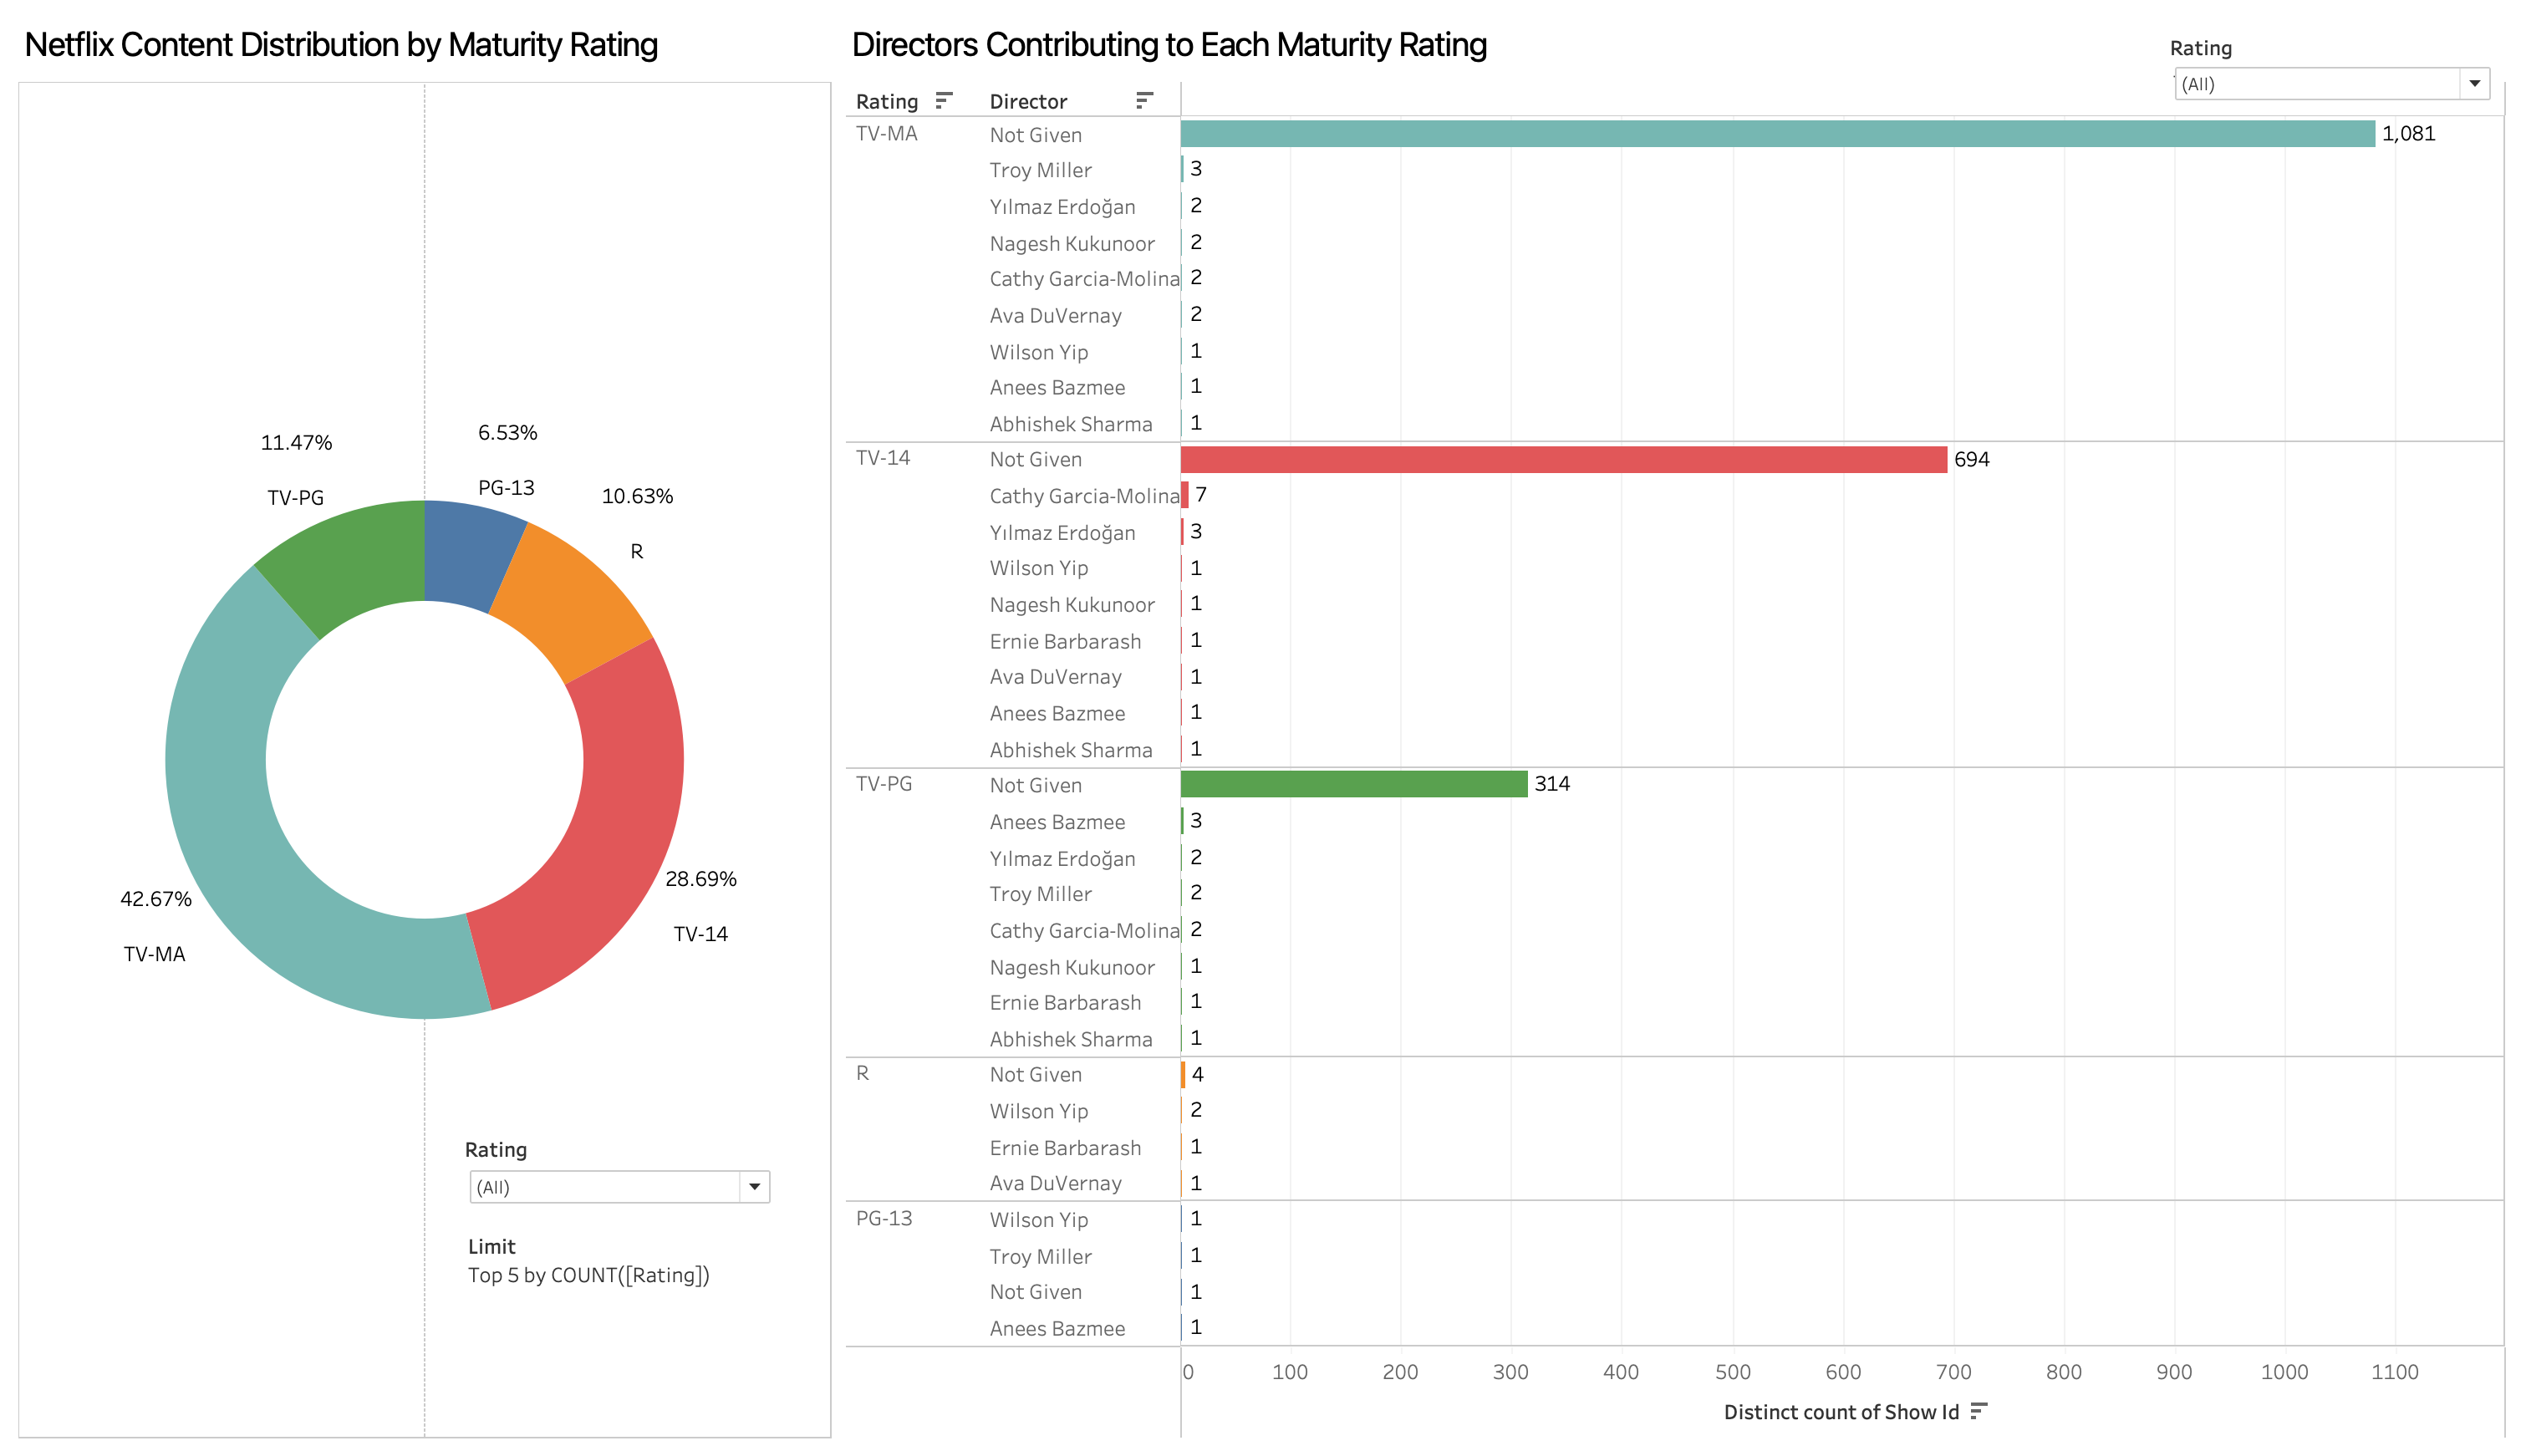 Netflix Content Distribution by Maturity Rating
11.47%
TV-PG
6.53%
PG-13
10.63%
R
42.67%
TV-MA
28.69%
TV-14
Rating
(All)
Limit
Top 5 by COUNT([Rating])
Directors Contributing to Each Maturity Rating
Rating
(All)
Rating Director
TV-MA Not Given 1,081
Troy Miller 3
Yılmaz Erdoğan 2
Nagesh Kukunoor 2
Cathy Garcia-Molina 2
Ava DuVernay 2
Wilson Yip 1
Anees Bazmee 1
Abhishek Sharma 1
TV-14 Not Given 694
Cathy Garcia-Molina 7
Yılmaz Erdoğan 3
Wilson Yip 1
Nagesh Kukunoor 1
Ernie Barbarash 1
Ava DuVernay 1
Anees Bazmee 1
Abhishek Sharma 1
TV-PG Not Given 314
Anees Bazmee 3
Yılmaz Erdoğan 2
Troy Miller 2
Cathy Garcia-Molina 2
Nagesh Kukunoor 1
Ernie Barbarash 1
Abhishek Sharma 1
R Not Given 4
Wilson Yip 2
Ernie Barbarash 1
Ava DuVernay 1
PG-13 Wilson Yip 1
Troy Miller 1
Not Given 1
Anees Bazmee 1
0 100 200 300 400 500 600 700 800 900 1000 1100
Distinct count of Show Id